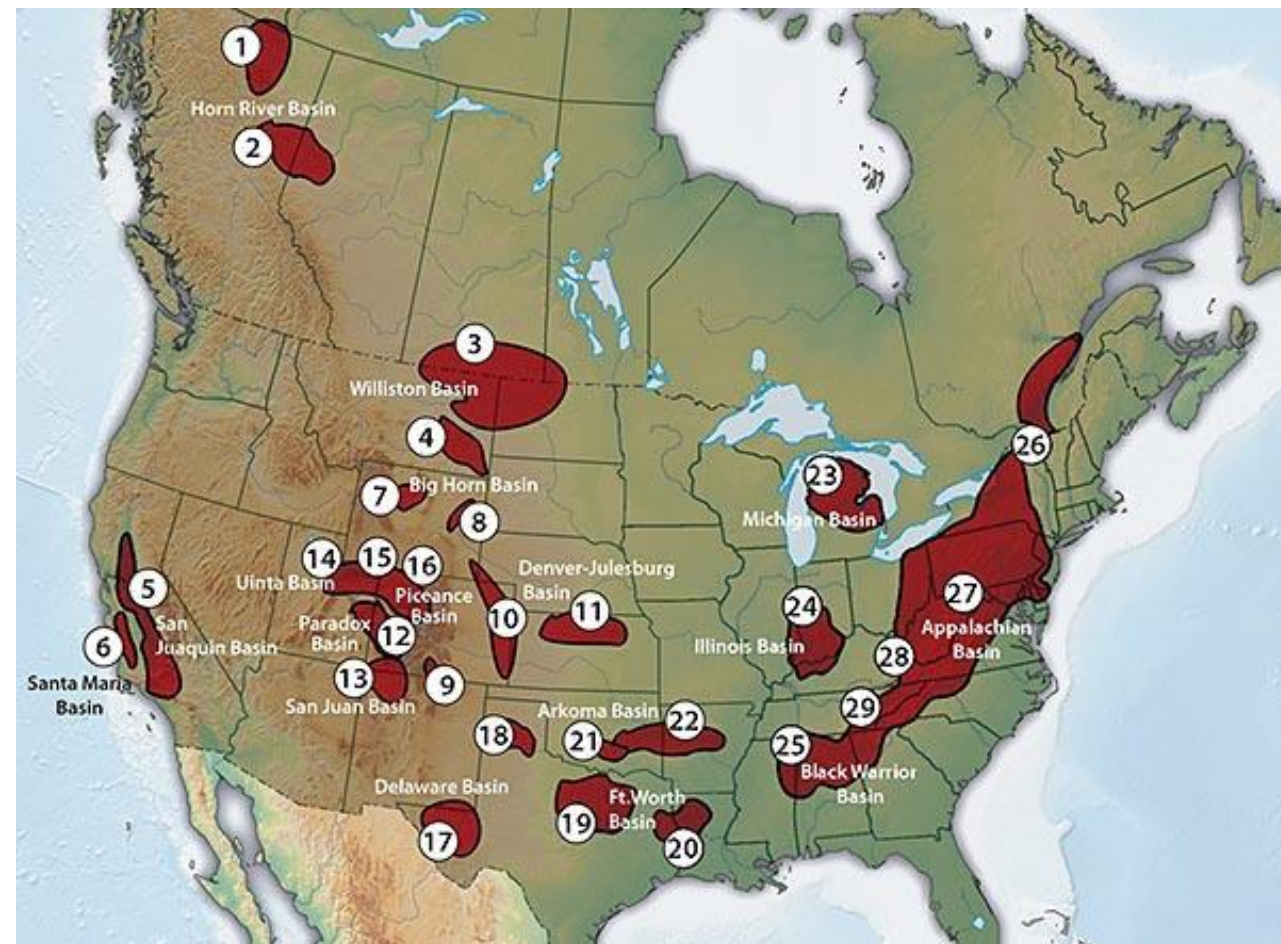 1
Horn River Basin
2
3
Williston Basin
4
7
Big Horn Basin
8
14
15
16
Uinta Basin
Piceance
Basin
Denver-Julesburg
Basin
10
11
5
San
Juaquin Basin
6
Santa Maria
Basin
Paradox
Basin
12
13
9
San Juan Basin
Arkoma Basin
18
21
22
Delaware Basin
17
19
Ft.Worth
Basin
20
23
Michigan Basin
24
Illinois Basin
25
Black Warrior
Basin
26
27
Appalachian
Basin
28
29